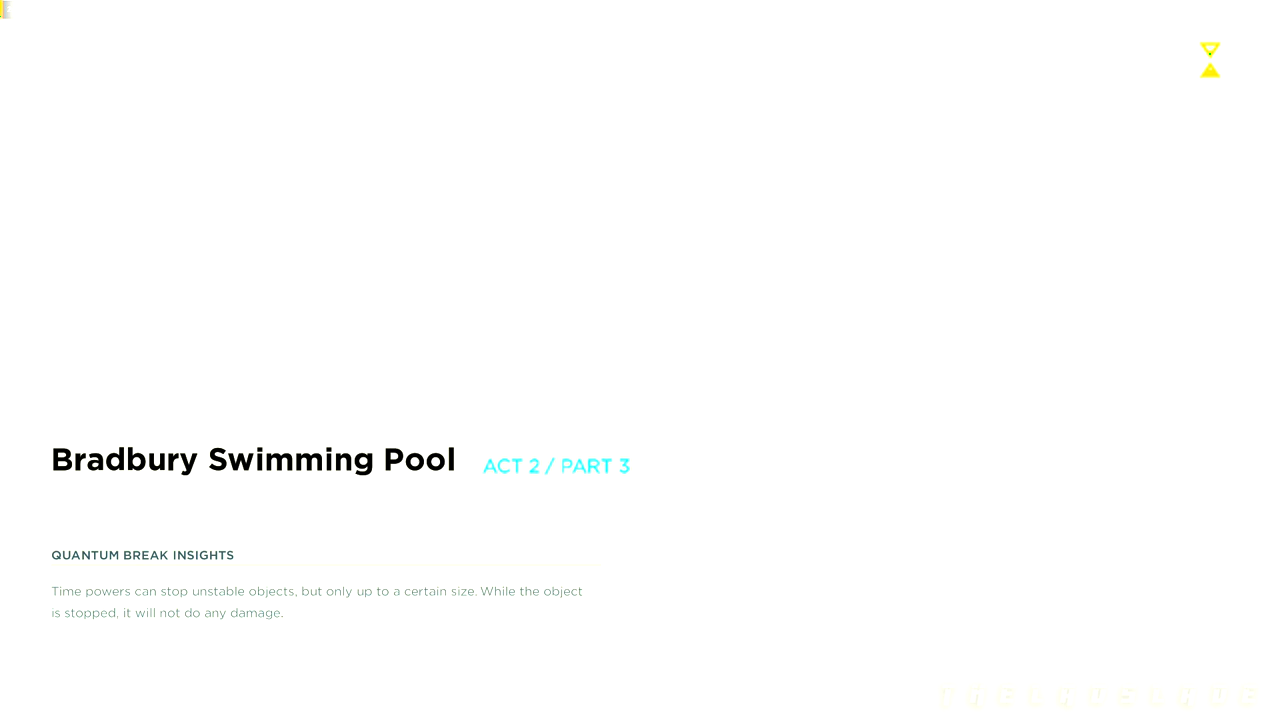 Bradbury Swimming Pool ACT 2 / PART 3
QUANTUM BREAK INSIGHTS
Time powers can stop unstable objects, but only up to a certain size. While the object
is stopped, it will not do any damage.